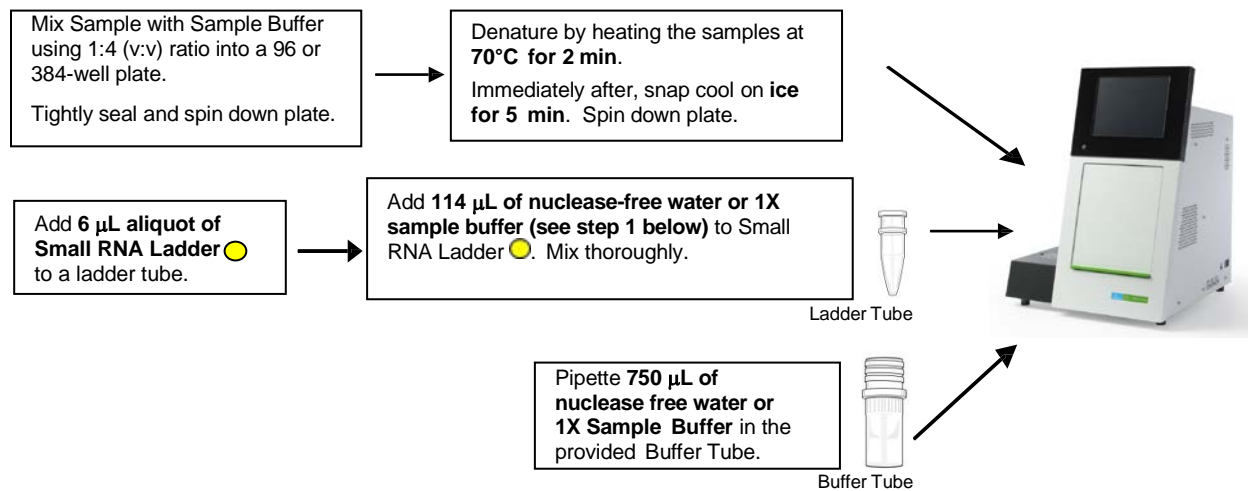 Mix Sample with Sample Buffer
using 1:4 (v:v) ratio into a 96 or
384-well plate.
Tightly seal and spin down plate.
Denature by heating the samples at
70°C for 2 min.
Immediately after, snap cool on ice
for 5 min. Spin down plate.
Add 6 µL aliquot of
Small RNA Ladder
to a ladder tube.
Add 114 µL of nuclease-free water or 1X
sample buffer (see step 1 below) to Small
RNA Ladder . Mix thoroughly.
Ladder Tube
Pipette 750 µL of
nuclease free water or
1X Sample Buffer in the
provided Buffer Tube.
Buffer Tube